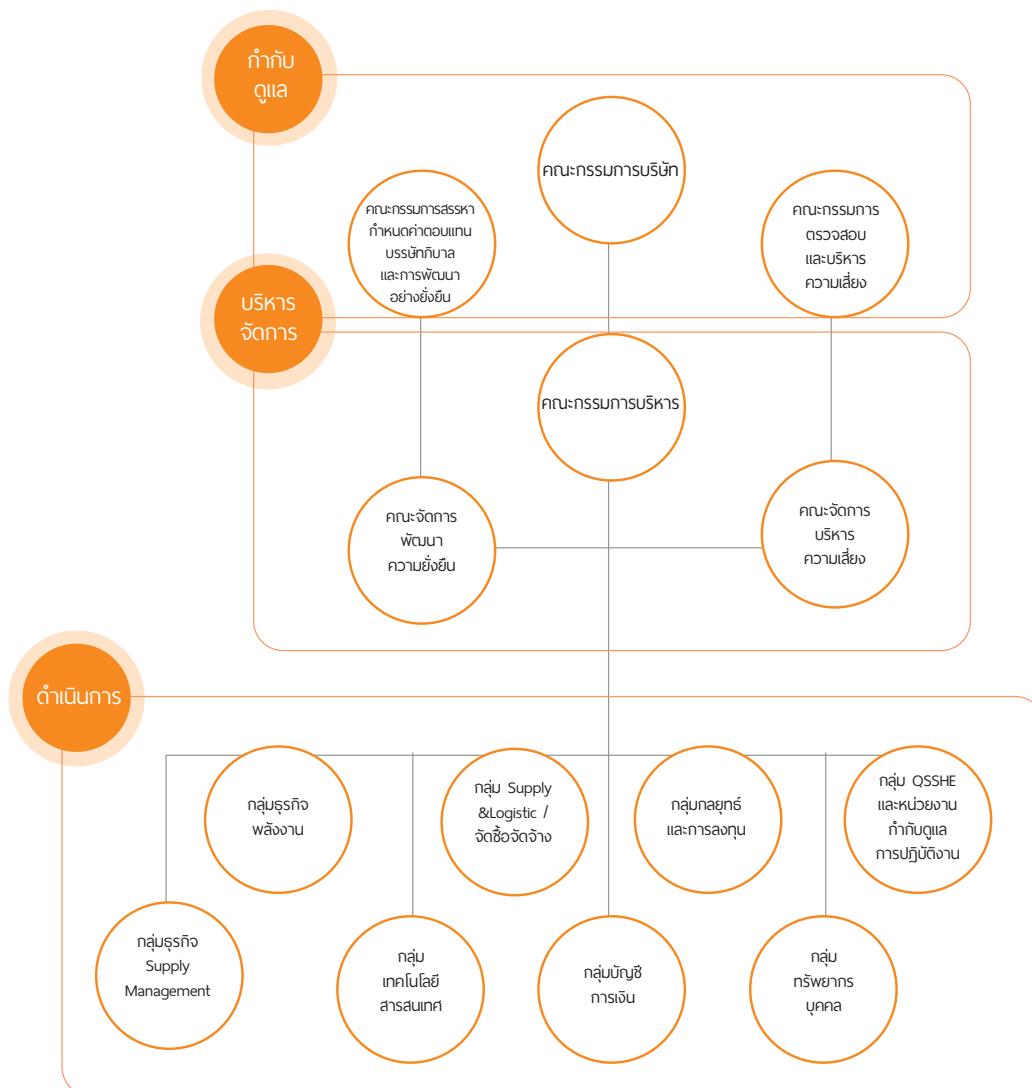 กำกับ
ดูแล
คณะกรรมการบริษัท
คณะกรรมการสรรหา
กำหนดค่าตอบแทน
บรรษัทภิบาล
และการพัฒนา
อย่างยั่งยืน
คณะกรรมการ
ตรวจสอบ
และบริหาร
ความเสี่ยง
บริหาร
จัดการ
คณะกรรมการบริหาร
คณะจัดการ
พัฒนา
ความยั่งยืน
คณะจัดการ
บริหาร
ความเสี่ยง
ดำเนินการ
กลุ่มธุรกิจ
พลังงาน
กลุ่ม Supply
&Logistic /
จัดซื้อจัดจ้าง
กลุ่มกลยุทธ์
และการลงทุน
กลุ่ม QSSHE
และหน่วยงาน
กำกับดูแล
การปฏิบัติงาน
กลุ่มธุรกิจ
Supply
Management
กลุ่ม
เทคโนโลยี
สารสนเทศ
กลุ่มบัญชี
การเงิน
กลุ่ม
ทรัพยากร
บุคคล